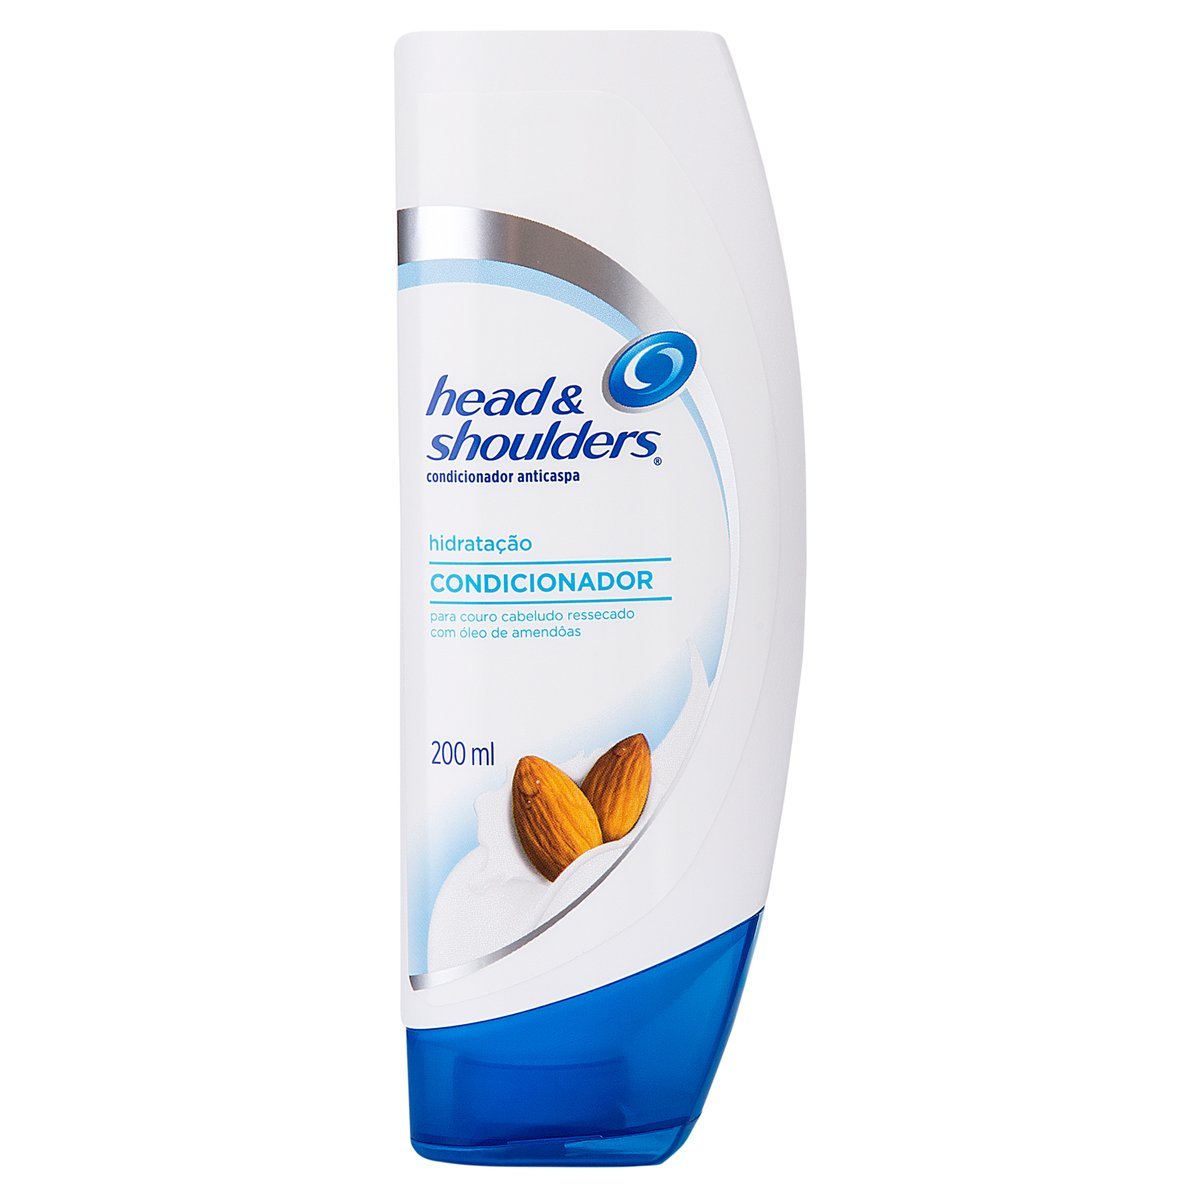 head &
shoulders®
condicionador anticaspa
hidratação
CONDICIONADOR
para couro cabeludo ressecado
com óleo de amendôas
200 ml